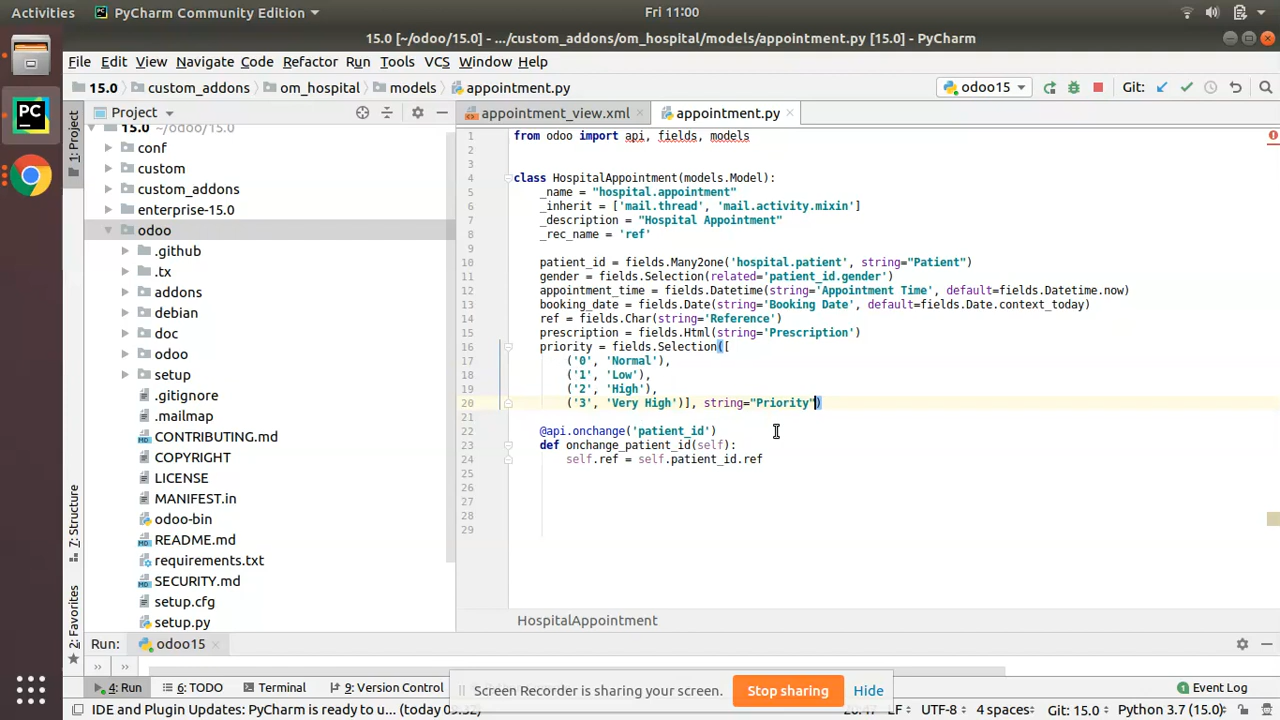 Activities
PyCharm Community Edition
Fri 11:00
15.0 [~/odoo/15.0] - .../custom_addons/om_hospital/models/appointment.py [15.0] - PyCharm
File Edit View Navigate Code Refactor Run Tools VCS Window Help
15.0 custom_addons om_hospital models appointment.py
odoo15
Git:
Project
appointment_view.xml
appointment.py
1: Project
7: Structure
2: Favorites
15.0 ~/odoo/15.0
conf
custom
custom_addons
enterprise-15.0
odoo
.github
.tx
addons
debian
doc
odoo
setup
.gitignore
.mailmap
CONTRIBUTING.md
COPYRIGHT
LICENSE
MANIFEST.in
odoo-bin
README.md
requirements.txt
SECURITY.md
setup.cfg
setup.py
1 from odoo import api, fields, models
2
3
4 class HospitalAppointment(models.Model):
5 _name = "hospital.appointment"
6 _inherit = ['mail.thread', 'mail.activity.mixin']
7 _description = "Hospital Appointment"
8 _rec_name = 'ref'
9
10 patient_id = fields.Many2one('hospital.patient', string="Patient")
11 gender = fields.Selection(related='patient_id.gender')
12 appointment_time = fields.Datetime(string='Appointment Time', default=fields.Datetime.now)
13 booking_date = fields.Date(string='Booking Date', default=fields.Date.context_today)
14 ref = fields.Char(string='Reference')
15 prescription = fields.Html(string='Prescription')
16 priority = fields.Selection([
17 ('0', 'Normal'),
18 ('1', 'Low'),
19 ('2', 'High'),
20 ('3', 'Very High')], string="Priority")
21
22 @api.onchange('patient_id')
23 def onchange_patient_id(self):
24 self.ref = self.patient_id.ref
25
26
27
28
29
HospitalAppointment
Run: odoo15
4: Run 6: TODO Terminal 9: Version Control
Screen Recorder is sharing your screen. Stop sharing Hide
1 Event Log
IDE and Plugin Updates: PyCharm is ready to u... (today 09:32)
20:47 LF UTF-8 4 spaces Git: 15.0 Python 3.7 (15.0)